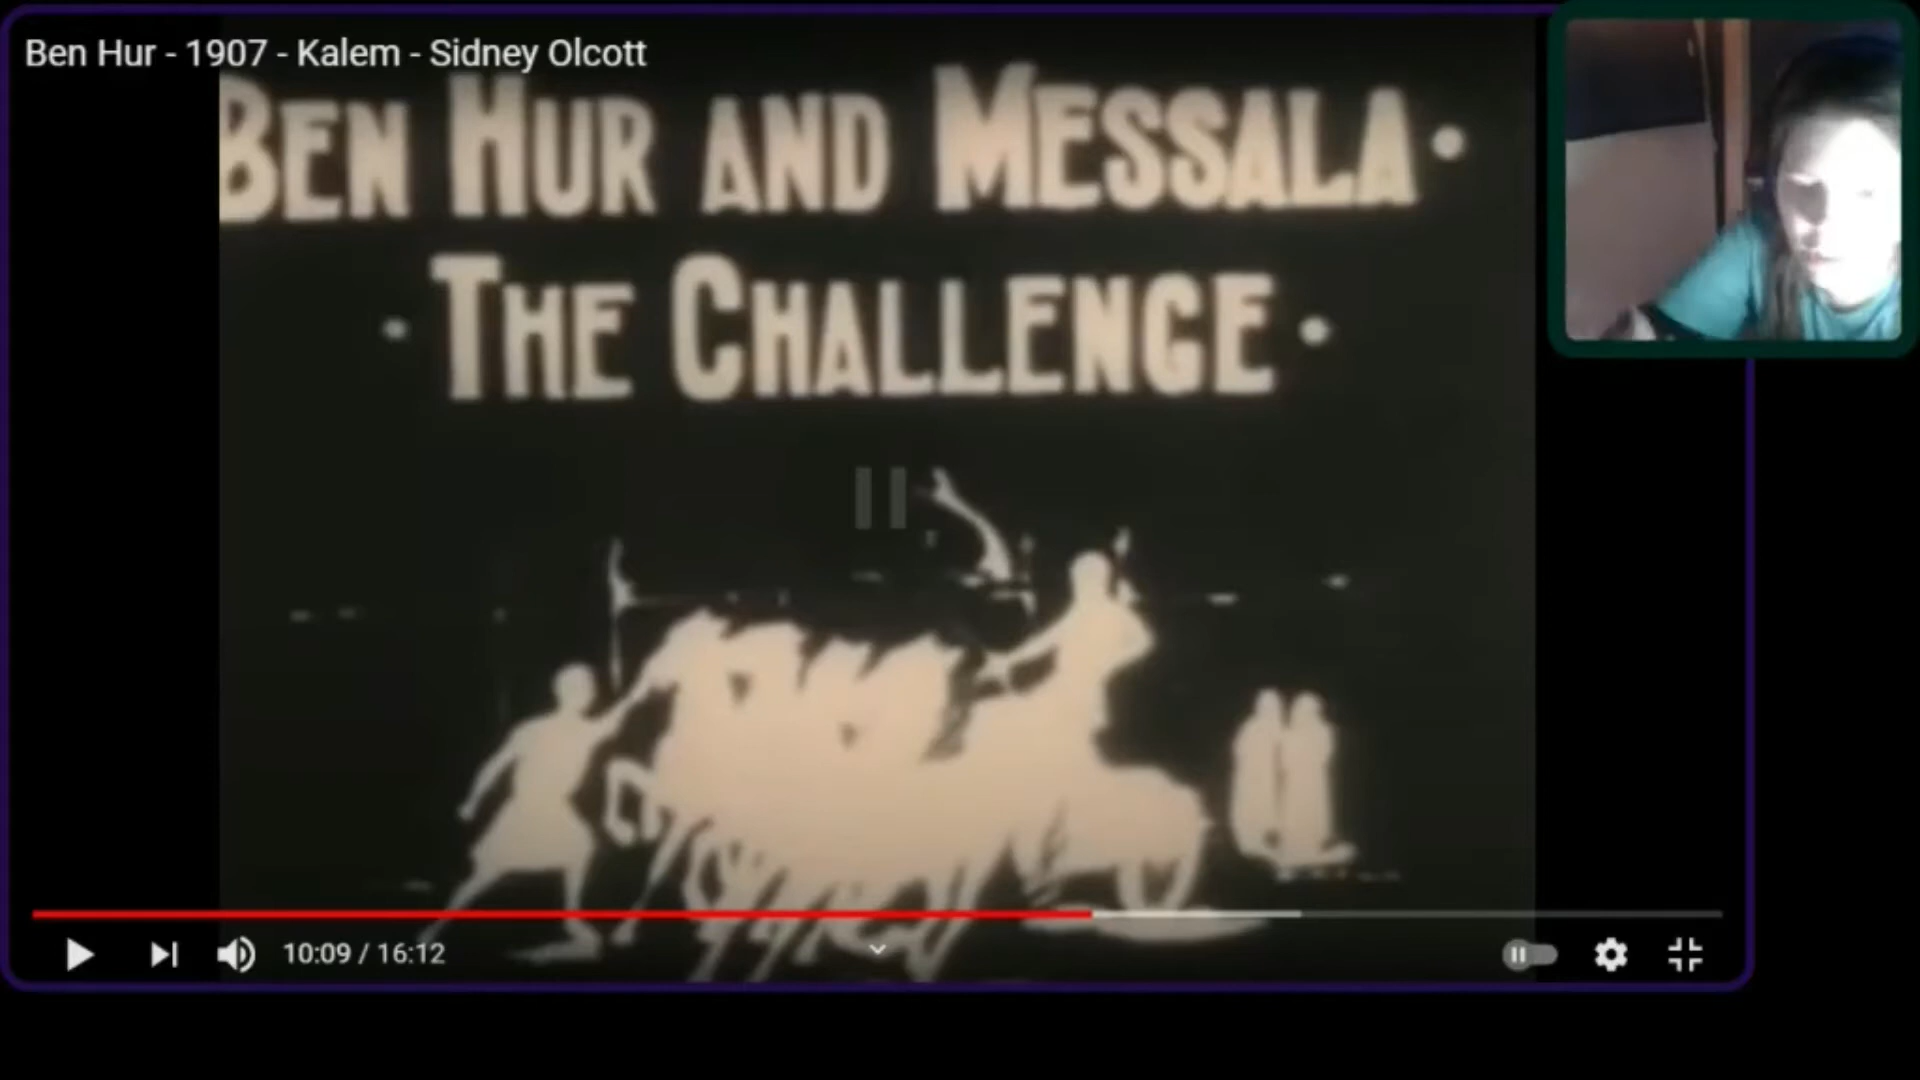 Ben Hur - 1907 - Kalem - Sidney Olcott
BEN HUR AND MESSALA •
• THE CHALLENGE •
10:09 / 16:12